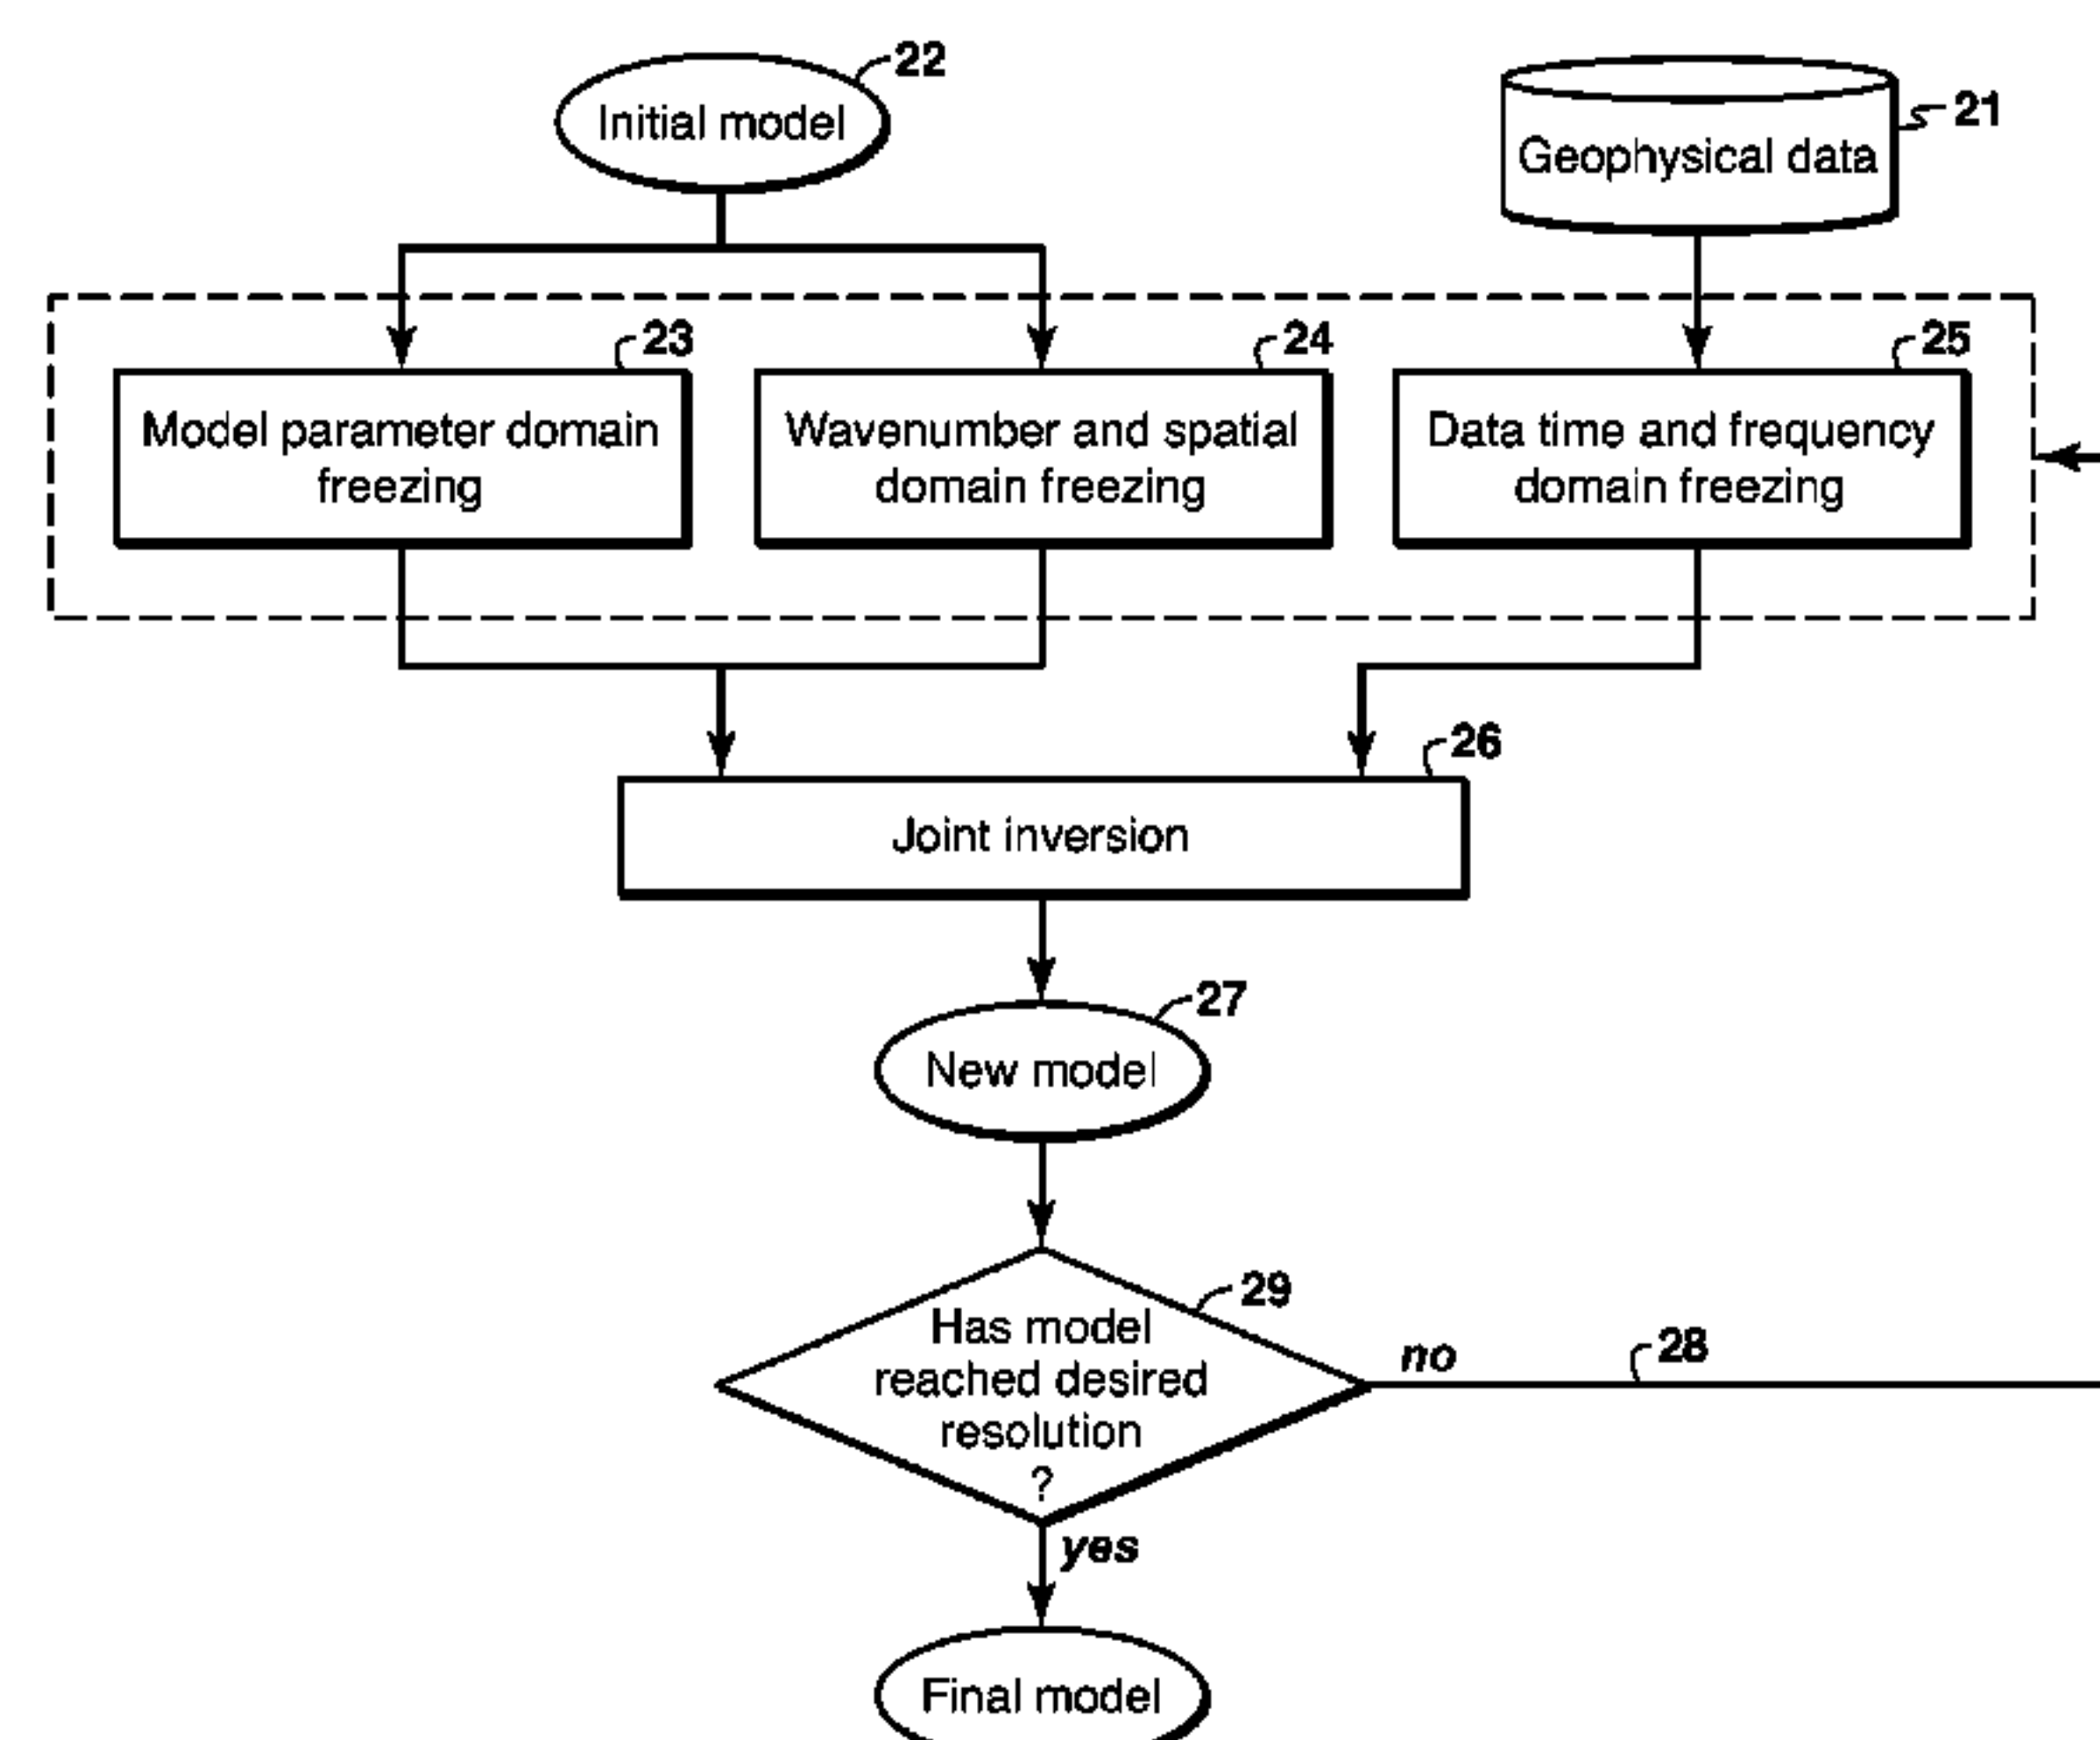 22
Initial model
21
Geophysical data
23
Model parameter domain
freezing
24
Wavenumber and spatial
domain freezing
25
Data time and frequency
domain freezing
26
Joint inversion
27
New model
29
Has model
reached desired
resolution
?
no
28
yes
Final model